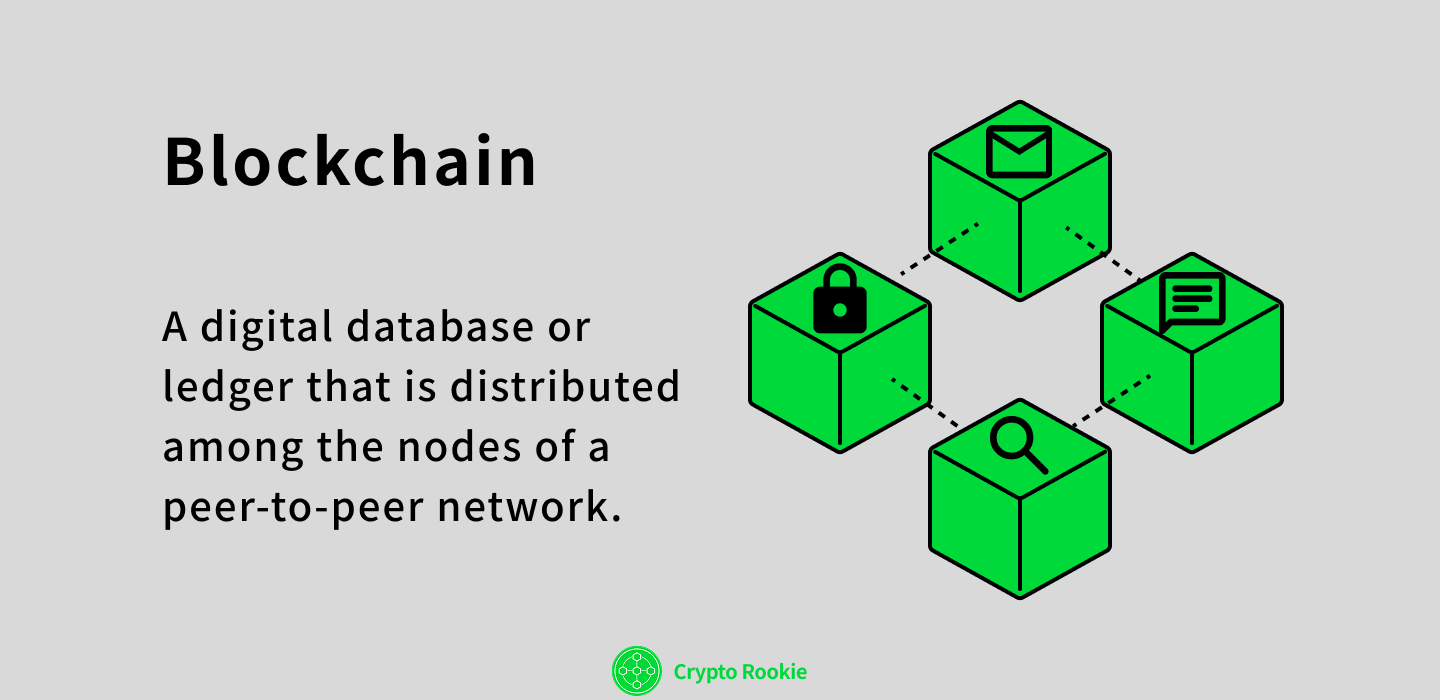 Blockchain
A digital database or
ledger that is distributed
among the nodes of a
peer-to-peer network.
Crypto Rookie